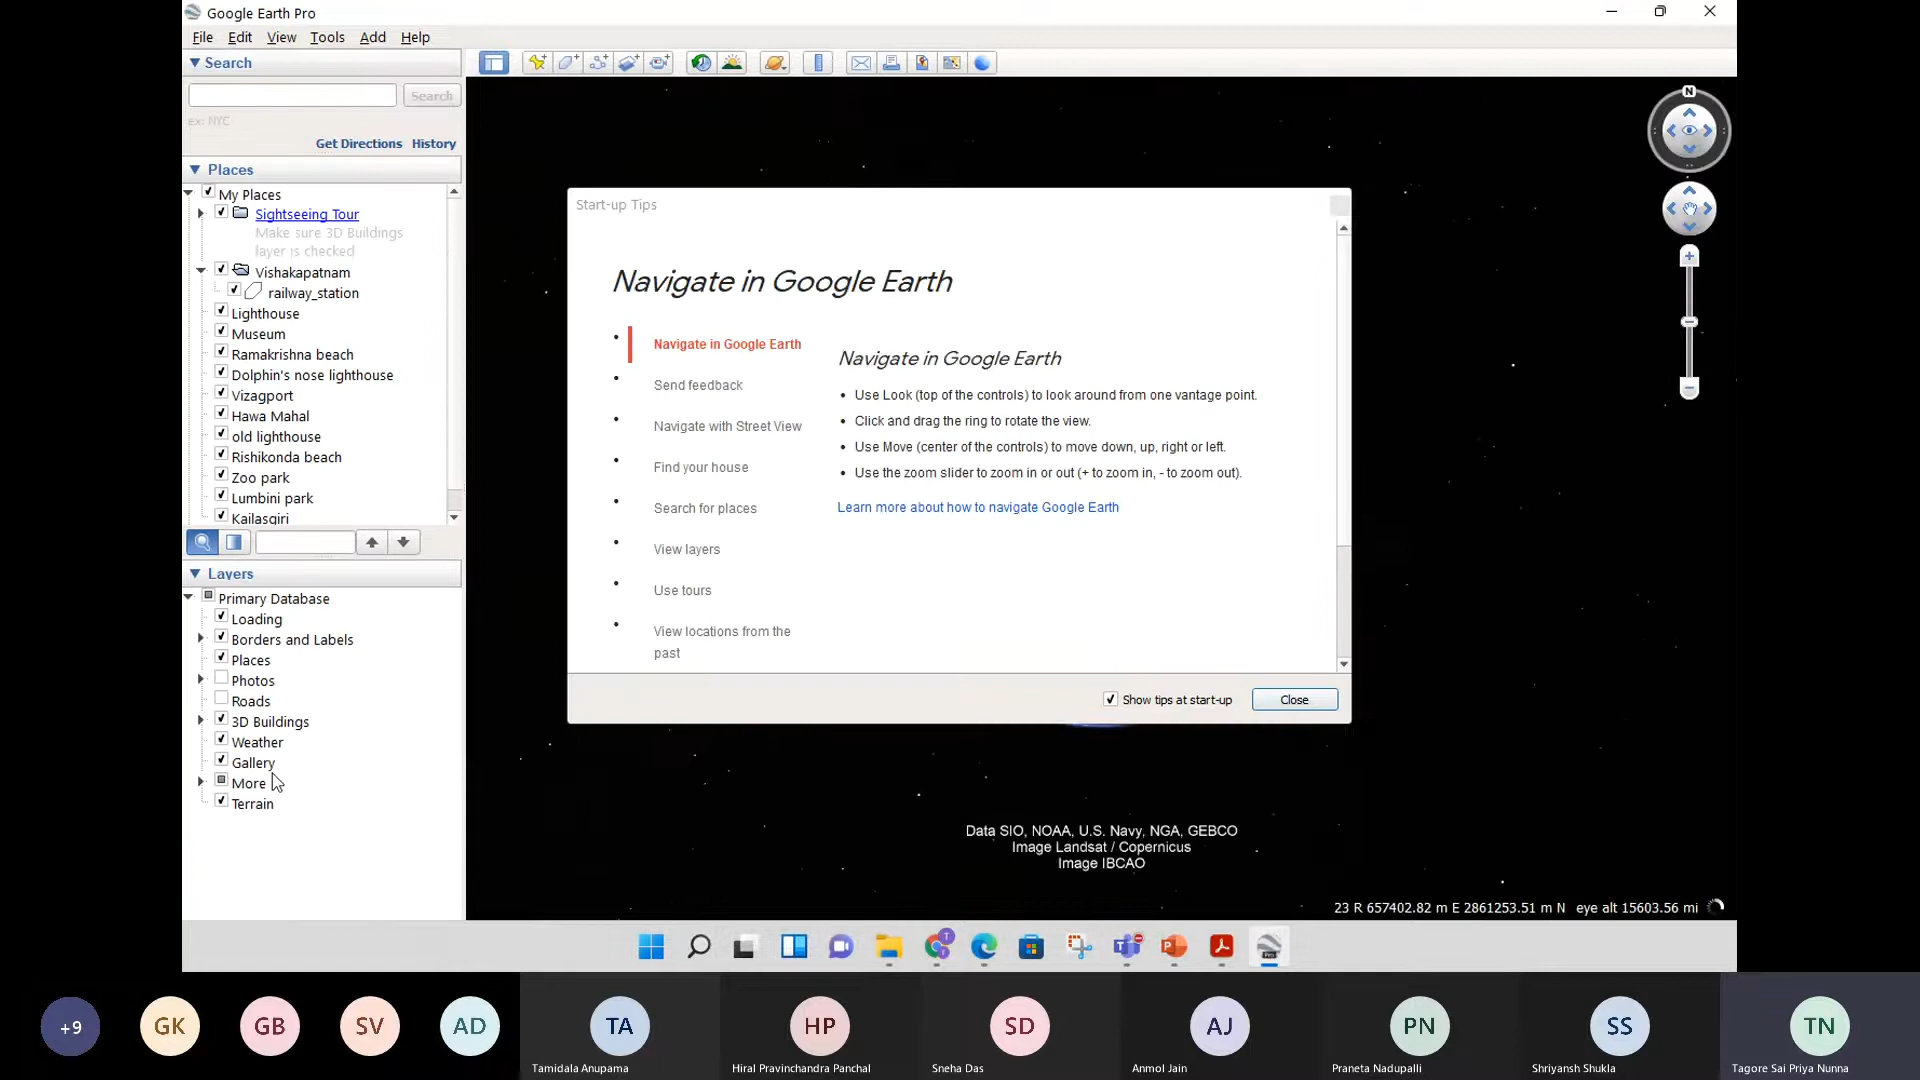 Google Earth Pro
File Edit View Tools Add Help
Search
Search
ex: NYC
Get Directions History
Places
My Places
Sightseeing Tour
Make sure 3D Buildings
layer is checked
Vishakapatnam
railway_station
Lighthouse
Museum
Ramakrishna beach
Dolphin's nose lighthouse
Vizagport
Hawa Mahal
old lighthouse
Rishikonda beach
Zoo park
Lumbini park
Kailasgiri
Layers
Primary Database
Loading
Borders and Labels
Places
Photos
Roads
3D Buildings
Weather
Gallery
More
Terrain
N
Start-up Tips
Navigate in Google Earth
Navigate in Google Earth
Send feedback
Navigate with Street View
Find your house
Search for places
View layers
Use tours
View locations from the
past
Navigate in Google Earth
• Use Look (top of the controls) to look around from one vantage point.
• Click and drag the ring to rotate the view.
• Use Move (center of the controls) to move down, up, right or left.
• Use the zoom slider to zoom in or out (+ to zoom in, - to zoom out).
Learn more about how to navigate Google Earth
Show tips at start-up Close
Data SIO, NOAA, U.S. Navy, NGA, GEBCO
Image Landsat / Copernicus
Image IBCAO
23 R 657402.82 m E 2861253.51 m N eye alt 15603.56 mi
+9 GK GB SV AD TA HP SD AJ PN SS TN
Tamidala Anupama Hiral Pravinchandra Panchal Sneha Das Anmol Jain Praneta Nadupalli Shriyansh Shukla Tagore Sai Priya Nunna